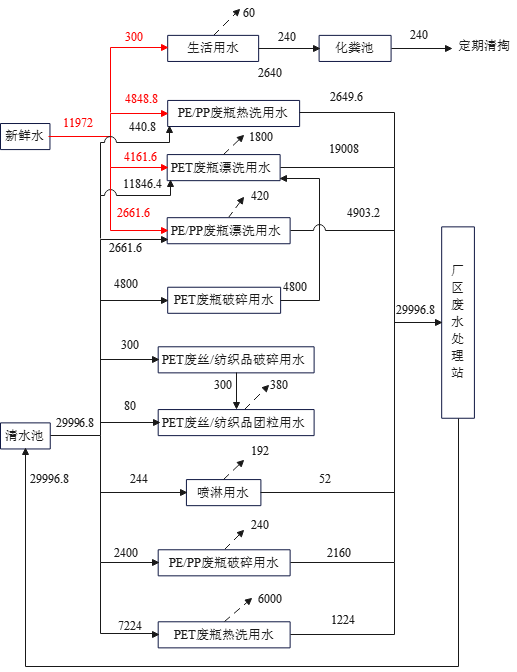 60
300
生活用水
240
化粪池
240
定期清掏
2640
4848.8
PE/PP废瓶热洗用水
2649.6
新鲜水
11972
440.8
1800
4161.6
PET废瓶漂洗用水
19008
11846.4
420
2661.6
PE/PP废瓶漂洗用水
4903.2
2661.6
4800
PET废瓶破碎用水
4800
29996.8
厂区废水处理站
300
PET废丝/纺织品破碎用水
300
380
80
PET废丝/纺织品团粒用水
清水池
29996.8
192
29996.8
244
喷淋用水
52
240
2400
PE/PP废瓶破碎用水
2160
6000
7224
PET废瓶热洗用水
1224